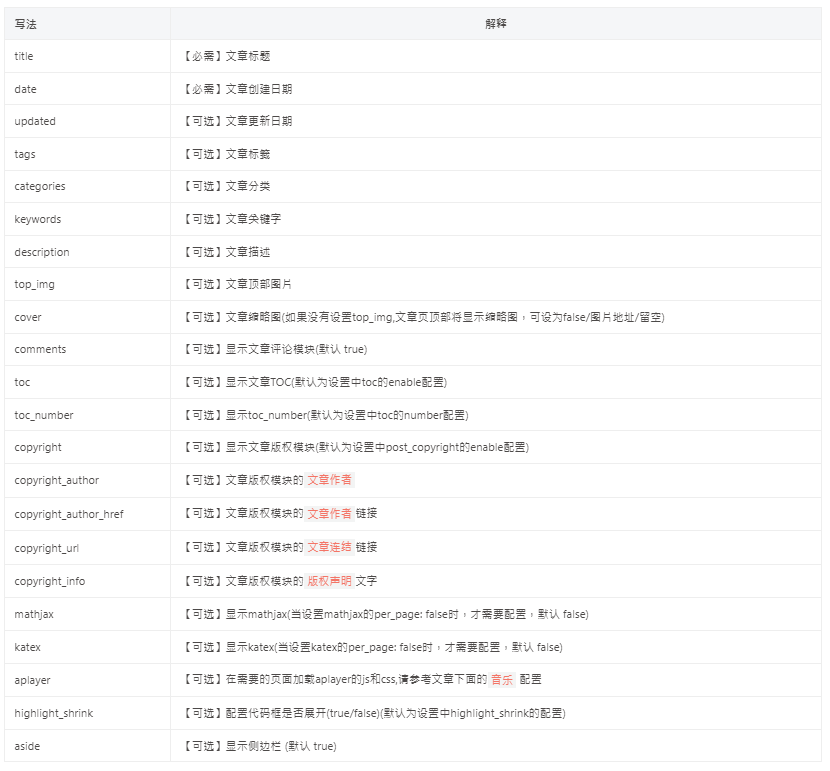 写法 解释
title 【必需】文章标题
date 【必需】文章创建日期
updated 【可选】文章更新日期
tags 【可选】文章标籤
categories 【可选】文章分类
keywords 【可选】文章关键字
description 【可选】文章描述
top_img 【可选】文章顶部图片
cover 【可选】文章缩略图(如果没有设置top_img,文章页顶部将显示缩略图，可设为false/图片地址/留空)
comments 【可选】显示文章评论模块(默认 true)
toc 【可选】显示文章TOC(默认为设置中toc的enable配置)
toc_number 【可选】显示toc_number(默认为设置中toc的number配置)
copyright 【可选】显示文章版权模块(默认为设置中post_copyright的enable配置)
copyright_author 【可选】文章版权模块的文章作者
copyright_author_href 【可选】文章版权模块的文章作者链接
copyright_url 【可选】文章版权模块的文章连结链接
copyright_info 【可选】文章版权模块的版权声明文字
mathjax 【可选】显示mathjax(当设置mathjax的per_page: false时，才需要配置，默认 false)
katex 【可选】显示katex(当设置katex的per_page: false时，才需要配置，默认 false)
aplayer 【可选】在需要的页面加载aplayer的js和css,请参考文章下面的音乐 配置
highlight_shrink 【可选】配置代码框是否展开(true/false)(默认为设置中highlight_shrink的配置)
aside 【可选】显示侧边栏 (默认 true)